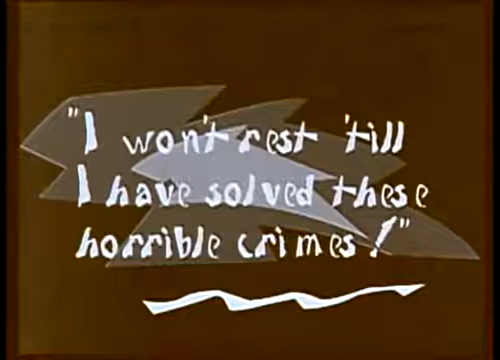 "I won't rest 'till
I have solved these
horrible crimes!"